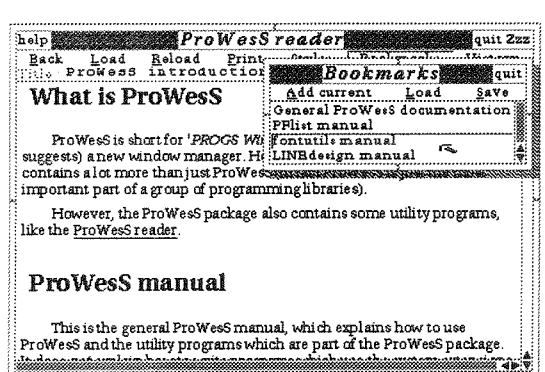 help ProWesS reader quit Zzz
Back Load Reload Print
Title ProWesS introduction
Bookmarks quit
Add current Load Save
General ProWesS documentation
PFlist manual
fontutils manual
LINEdesign manual
What is ProWesS
ProWesS is short for 'PROGS
suggests) a new window manager.
contains a lot more than just ProWesS
important part of a group of programming libraries).
However, the ProWesS package also contains some utility programs,
like the ProWesS reader.
ProWesS manual
This is the general ProWesS manual, which explains how to use
ProWesS and the utility programs which are part of the ProWesS package.